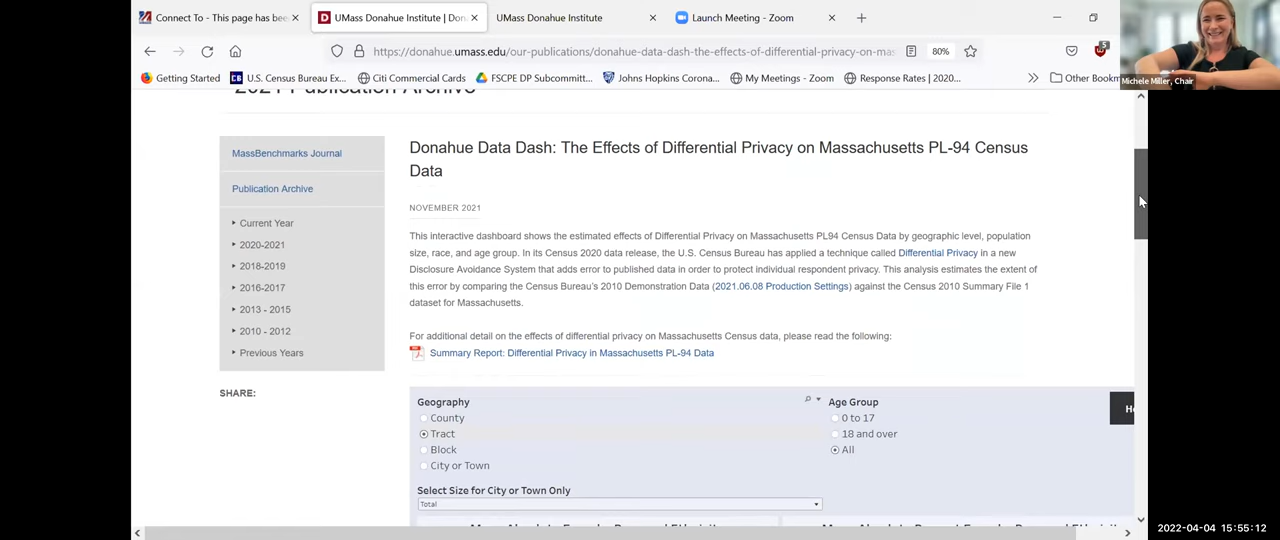 Connect To - This page has bee
UMass Donahue Institute | Don
UMass Donahue Institute
Launch Meeting - Zoom
https://donahue.umass.edu/our-publications/donahue-data-dash-the-effects-of-differential-privacy-on-mas
80%
5
Getting Started
U.S. Census Bureau Ex...
Citi Commercial Cards
FSCPE DP Subcommitt...
Johns Hopkins Corona...
My Meetings - Zoom
Response Rates | 2020...
Other Bookm
Michele Miller, Chair
2021 Publication Archive
MassBenchmarks Journal
Publication Archive
Current Year
2020-2021
2018-2019
2016-2017
2013 - 2015
2010 - 2012
Previous Years
SHARE:
Donahue Data Dash: The Effects of Differential Privacy on Massachusetts PL-94 Census
Data
NOVEMBER 2021
This interactive dashboard shows the estimated effects of Differential Privacy on Massachusetts PL94 Census Data by geographic level, population
size, race, and age group. In its Census 2020 data release, the U.S. Census Bureau has applied a technique called Differential Privacy in a new
Disclosure Avoidance System that adds error to published data in order to protect individual respondent privacy. This analysis estimates the extent of
this error by comparing the Census Bureau's 2010 Demonstration Data (2021.06.08 Production Settings) against the Census 2010 Summary File 1
dataset for Massachusetts.
For additional detail on the effects of differential privacy on Massachusetts Census data, please read the following:
Summary Report: Differential Privacy in Massachusetts PL-94 Data
Geography
County
Tract
Block
City or Town
Age Group
0 to 17
18 and over
All
He
Select Size for City or Town Only
Total
2022-04-04 15:55:12